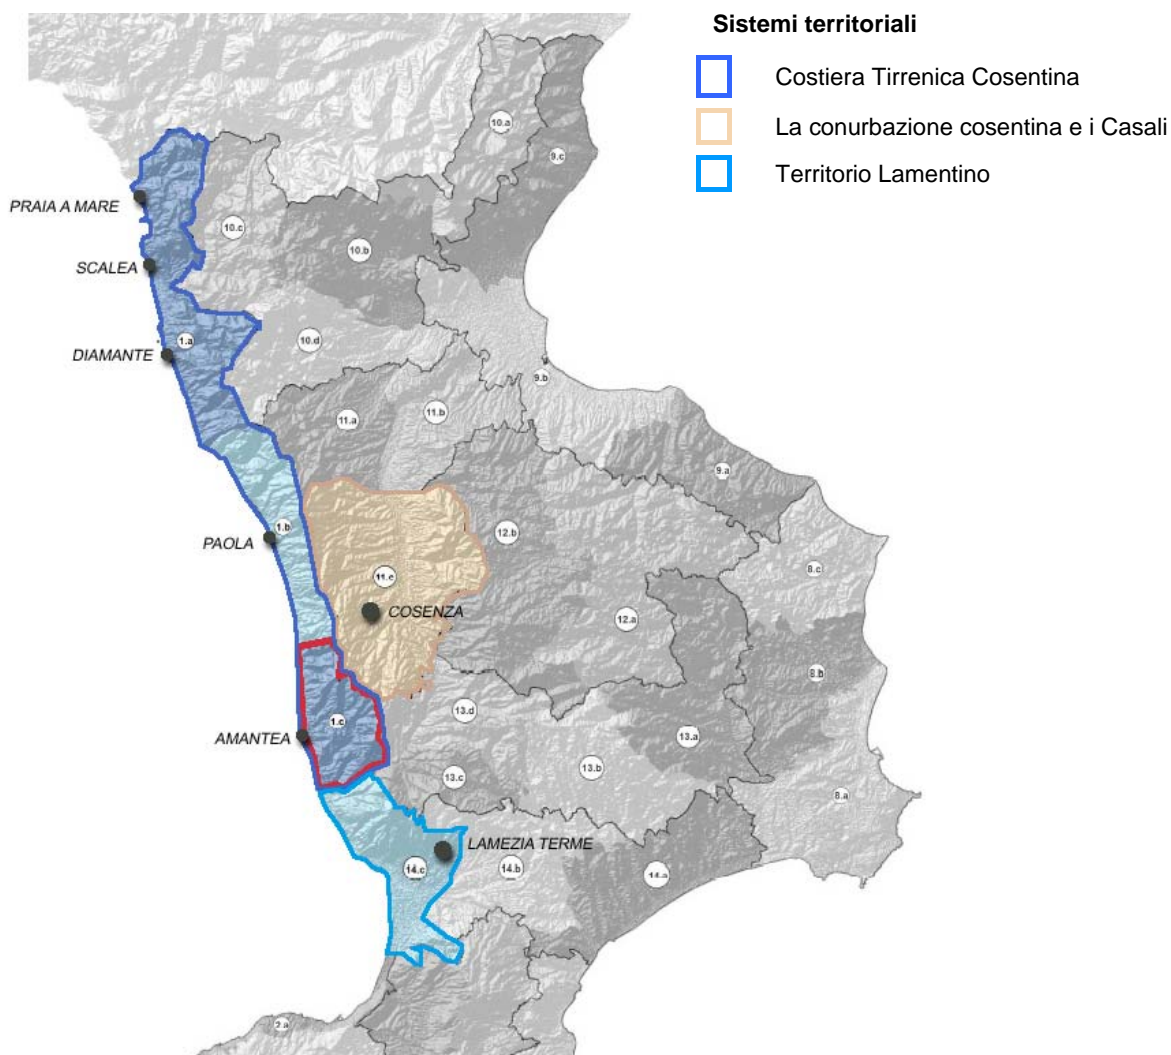 Sistemi territoriali
Costiera Tirrenica Cosentina
La conurbazione cosentina e i Casali
Territorio Lamentino
10.a
9.c
PRAIA A MARE
10.c
10.b
SCALEA
1.a
10.d
DIAMANTE
9.b
11.a
11.b
9.a
1.b
12.b
PAOLA
8.c
11.c
COSENZA
12.a
8.b
1.c
13.d
AMANTEA
13.a
13.c
13.b
8.a
LAMEZIA TERME
14.c
14.b
14.a
2.a